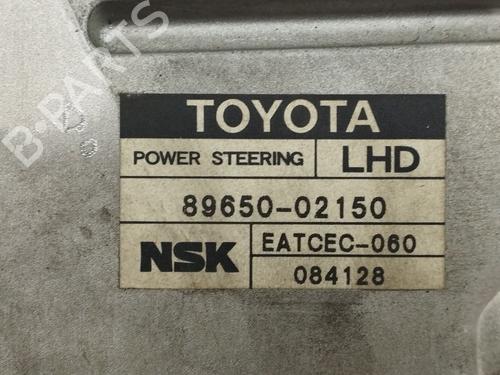 B-PARTS
TOYOTA
POWER STEERING LHD
89650-02150
NSK EATCEC-060
084128